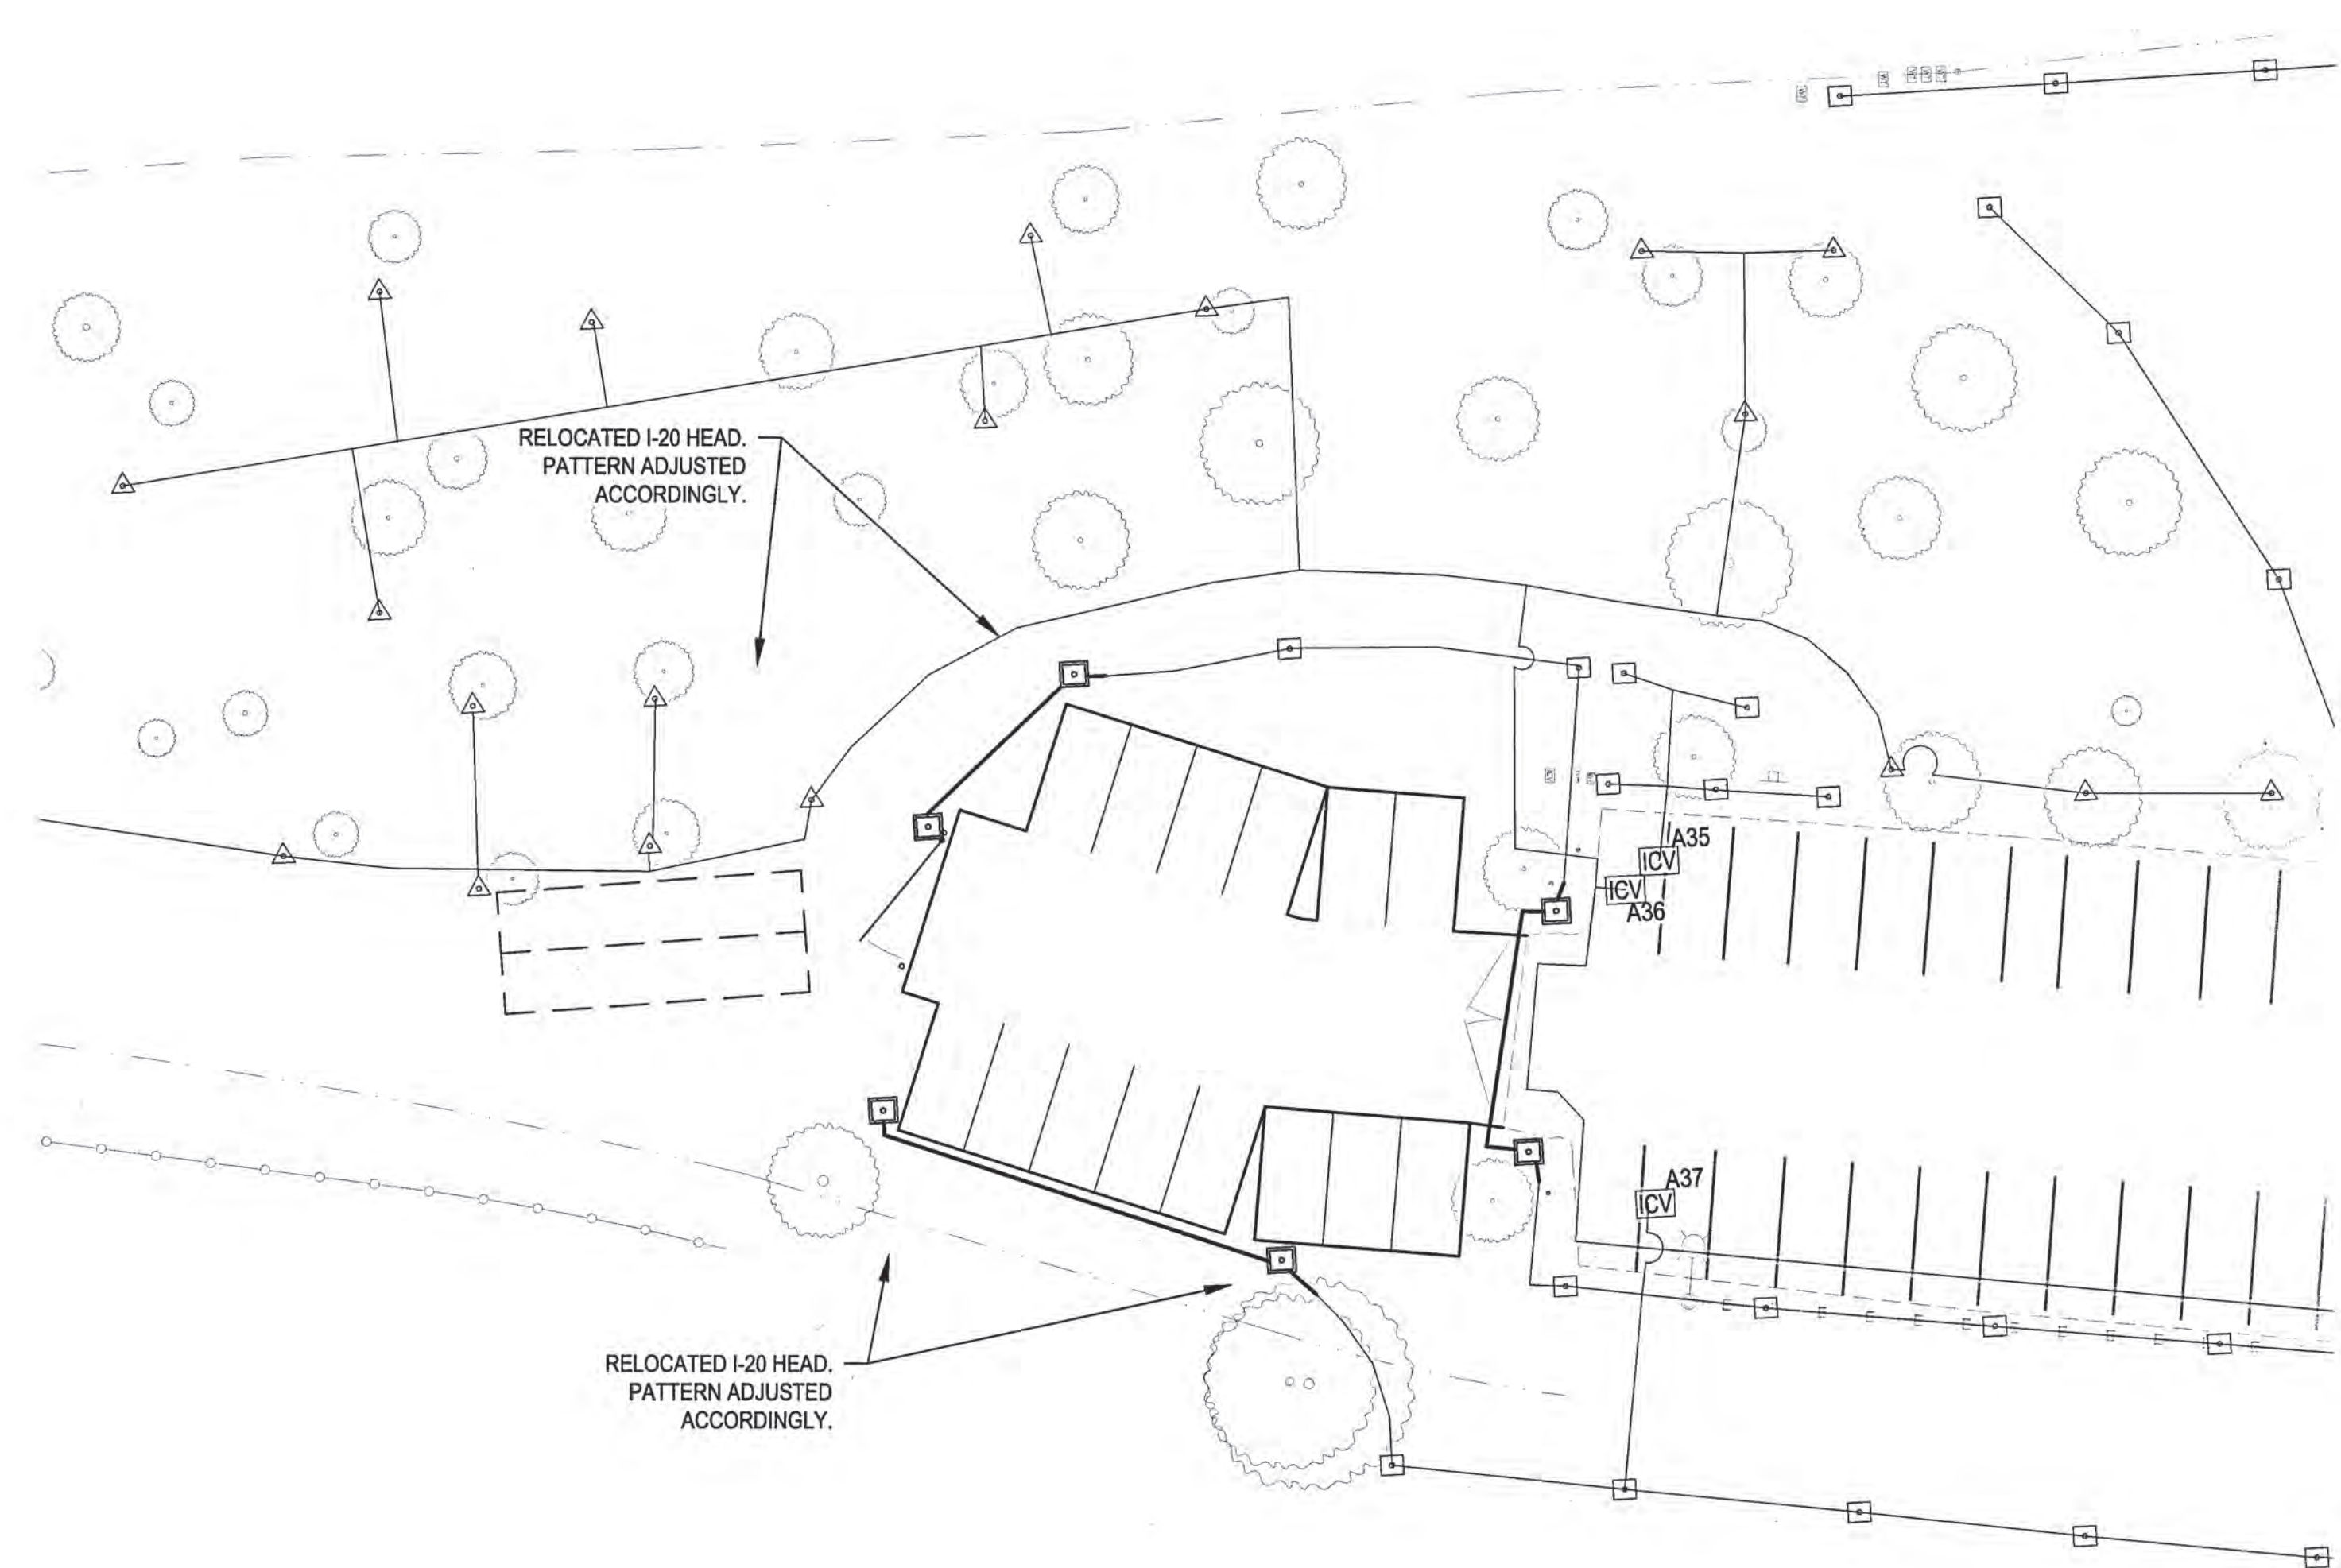 RELOCATED I-20 HEAD.
PATTERN ADJUSTED
ACCORDINGLY.
A35
ICV
ICV
A36
A37
ICV
RELOCATED I-20 HEAD.
PATTERN ADJUSTED
ACCORDINGLY.